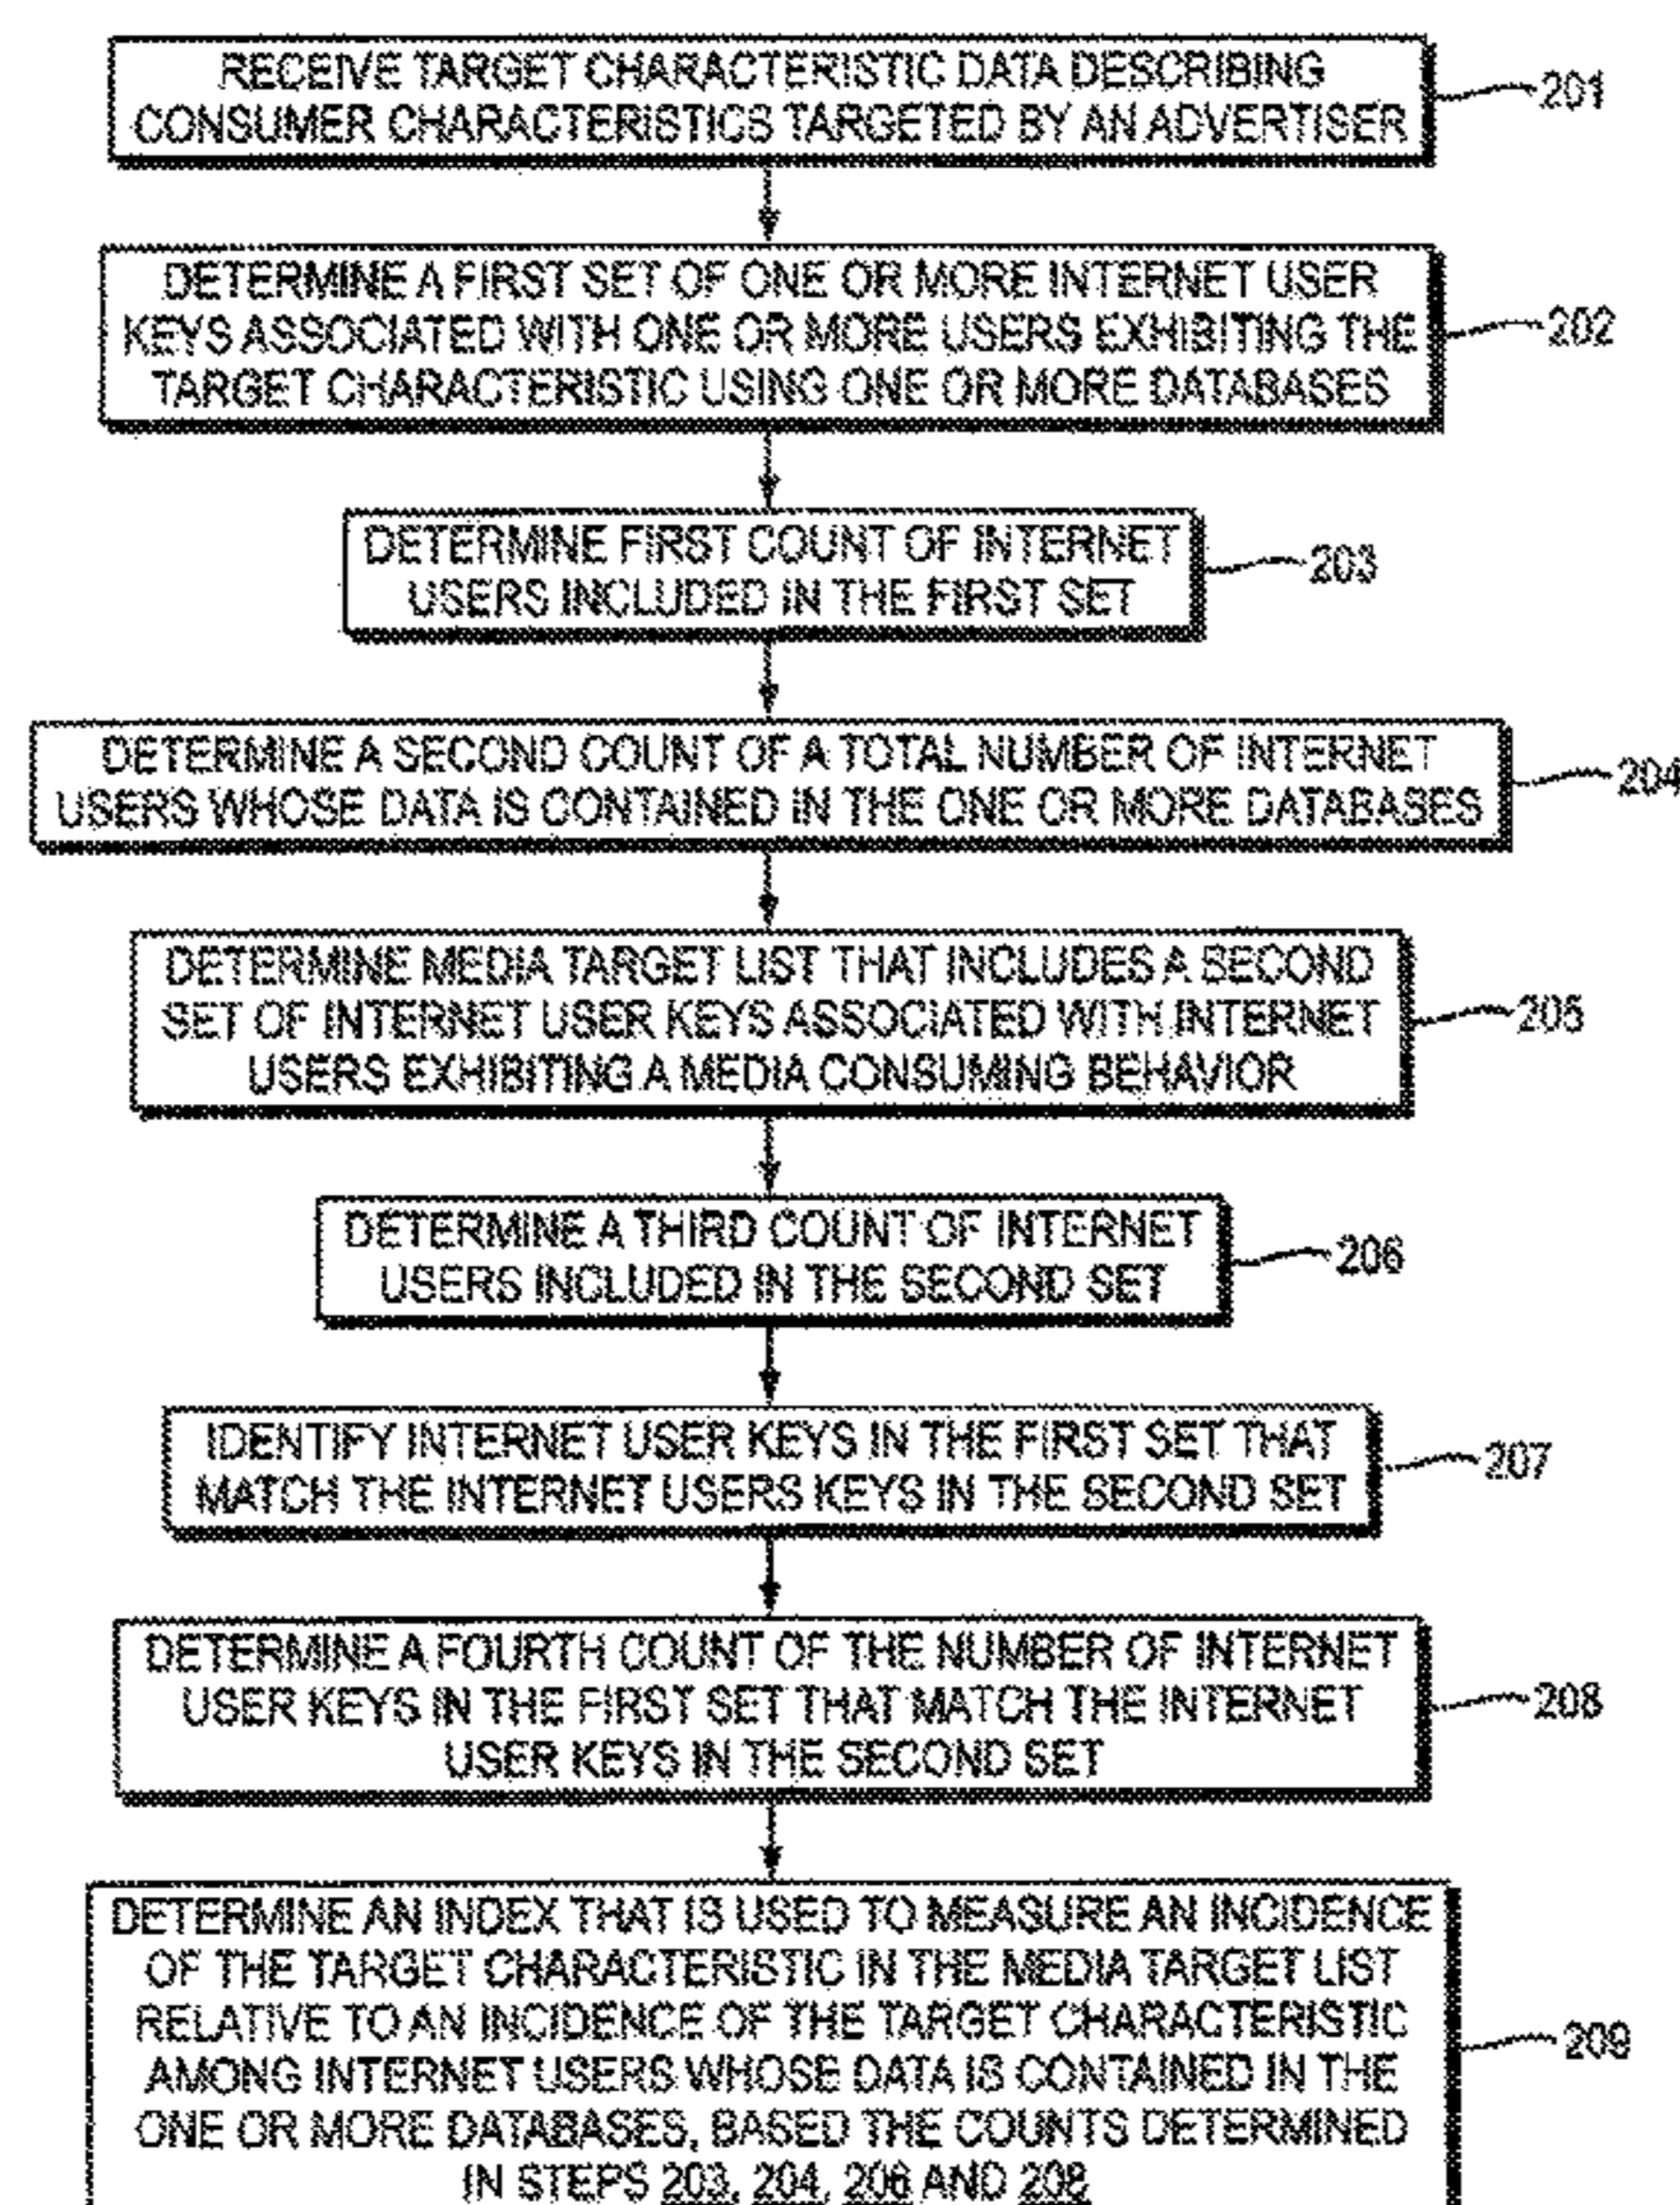 RECEIVE TARGET CHARACTERISTIC DATA DESCRIBING
CONSUMER CHARACTERISTICS TARGETED BY AN ADVERTISER
201
DETERMINE A FIRST SET OF ONE OR MORE INTERNET USER
KEYS ASSOCIATED WITH ONE OR MORE USERS EXHIBITING THE
TARGET CHARACTERISTIC USING ONE OR MORE DATABASES
202
DETERMINE FIRST COUNT OF INTERNET
USERS INCLUDED IN THE FIRST SET
203
DETERMINE A SECOND COUNT OF A TOTAL NUMBER OF INTERNET
USERS WHOSE DATA IS CONTAINED IN THE ONE OR MORE DATABASES
204
DETERMINE MEDIA TARGET LIST THAT INCLUDES A SECOND
SET OF INTERNET USER KEYS ASSOCIATED WITH INTERNET
USERS EXHIBITING A MEDIA CONSUMING BEHAVIOR
205
DETERMINE A THIRD COUNT OF INTERNET
USERS INCLUDED IN THE SECOND SET
206
IDENTIFY INTERNET USER KEYS IN THE FIRST SET THAT
MATCH THE INTERNET USERS KEYS IN THE SECOND SET
207
DETERMINE A FOURTH COUNT OF THE NUMBER OF INTERNET
USER KEYS IN THE FIRST SET THAT MATCH THE INTERNET
USER KEYS IN THE SECOND SET
208
DETERMINE AN INDEX THAT IS USED TO MEASURE AN INCIDENCE
OF THE TARGET CHARACTERISTIC IN THE MEDIA TARGET LIST
RELATIVE TO AN INCIDENCE OF THE TARGET CHARACTERISTIC
AMONG INTERNET USERS WHOSE DATA IS CONTAINED IN THE
ONE OR MORE DATABASES, BASED THE COUNTS DETERMINED
IN STEPS 203, 204, 206 AND 208
209